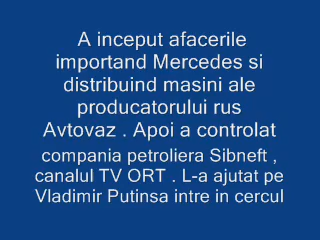 A inceput afacerile
importand Mercedes si
distribuind masini ale
producatorului rus
Avtovaz . Apoi a controlat
compania petroliera Sibneft ,
canalul TV ORT . L-a ajutat pe
Vladimir Putinsa intre in cercul